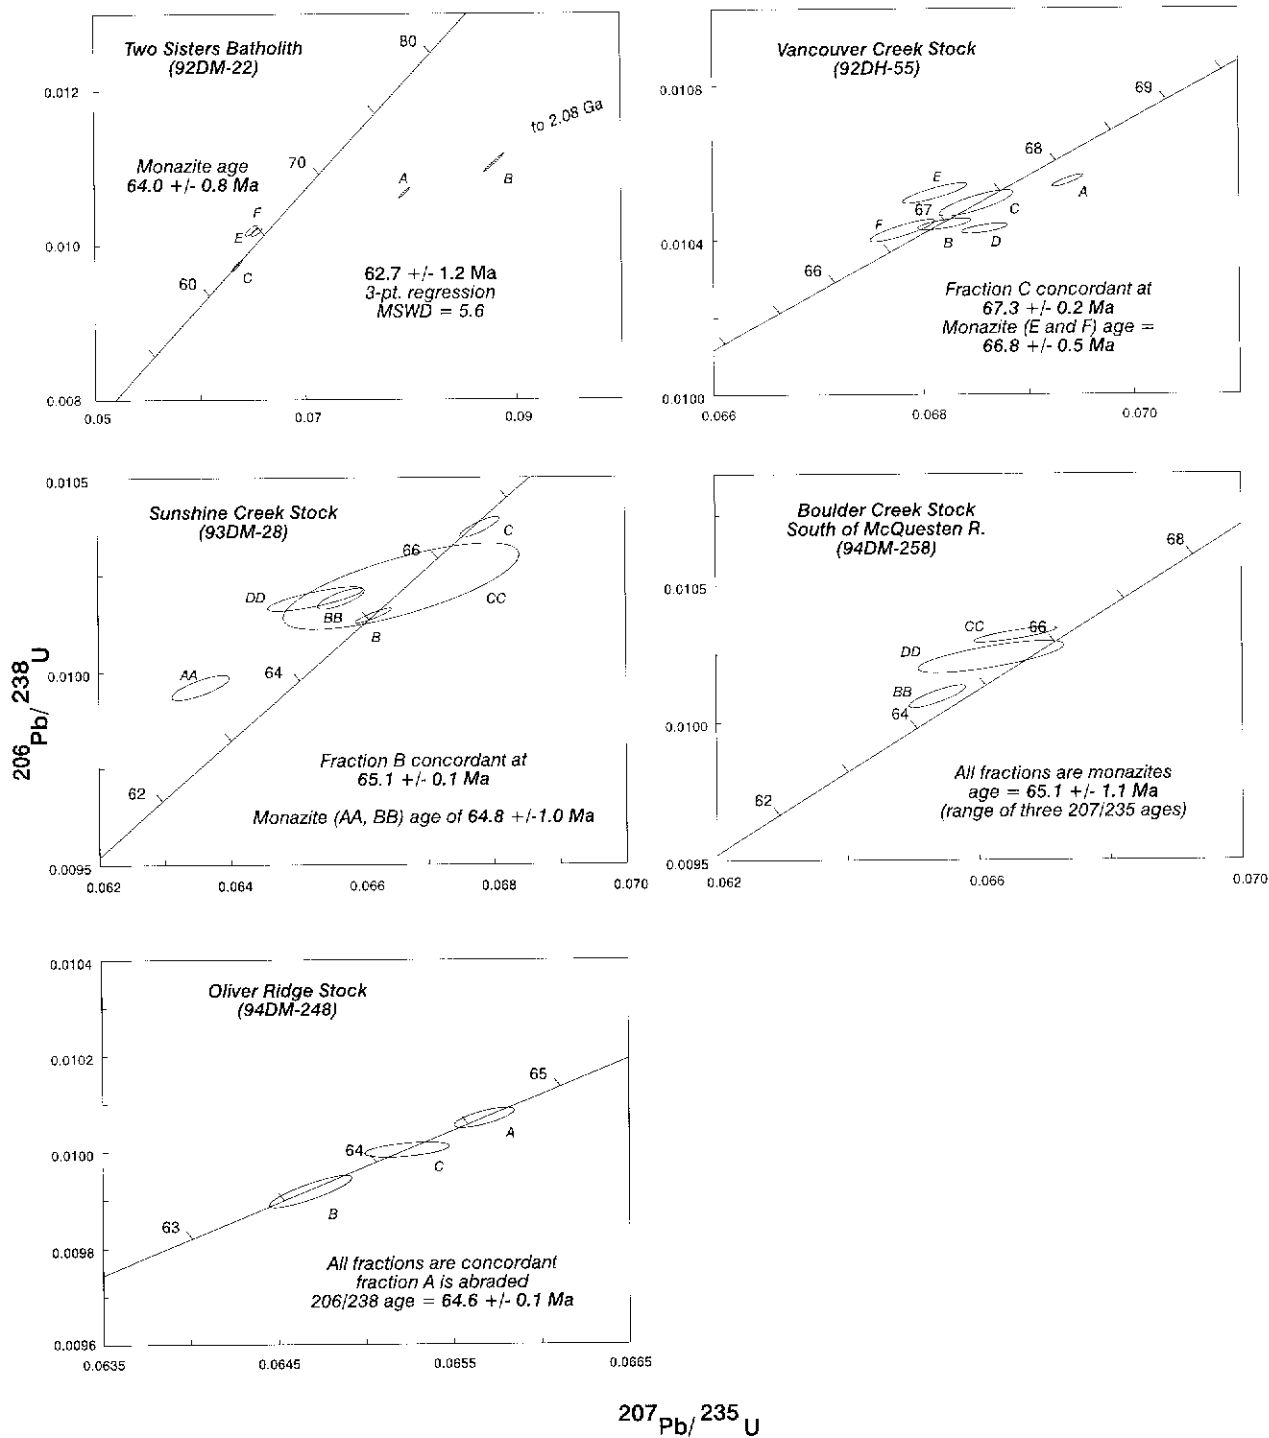 Two Sisters Batholith
(92DM-22)
80
0.012
to 2.08 Ga
Monazite age
64.0 +/- 0.8 Ma
70
A
B
F
E
0.010
C
60
62.7 +/- 1.2 Ma
3-pt. regression
MSWD = 5.6
0.008
0.05
0.07
0.09
Vancouver Creek Stock
(92DH-55)
0.0108
69
68
E
A
67
C
F
B
D
0.0104
66
Fraction C concordant at
67.3 +/- 0.2 Ma
Monazite (E and F) age =
66.8 +/- 0.5 Ma
0.0100
0.066
0.068
0.070
0.0105
Sunshine Creek Stock
(93DM-28)
C
66
DD
CC
BB
B
AA
64
0.0100
Fraction B concordant at
65.1 +/- 0.1 Ma
62
Monazite (AA, BB) age of 64.8 +/-1.0 Ma
0.0095
0.062
0.064
0.066
0.068
0.070
Boulder Creek Stock
South of McQuesten R.
(94DM-258)
68
0.0105
CC
66
DD
BB
64
0.0100
All fractions are monazites
age = 65.1 +/- 1.1 Ma
(range of three 207/235 ages)
62
0.0095
0.062
0.066
0.070
206Pb/238U
0.0104
Oliver Ridge Stock
(94DM-248)
0.0102
65
A
64
C
0.0100
B
63
0.0098
All fractions are concordant
fraction A is abraded
206/238 age = 64.6 +/- 0.1 Ma
0.0096
0.0635
0.0645
0.0655
0.0665
207Pb/235U